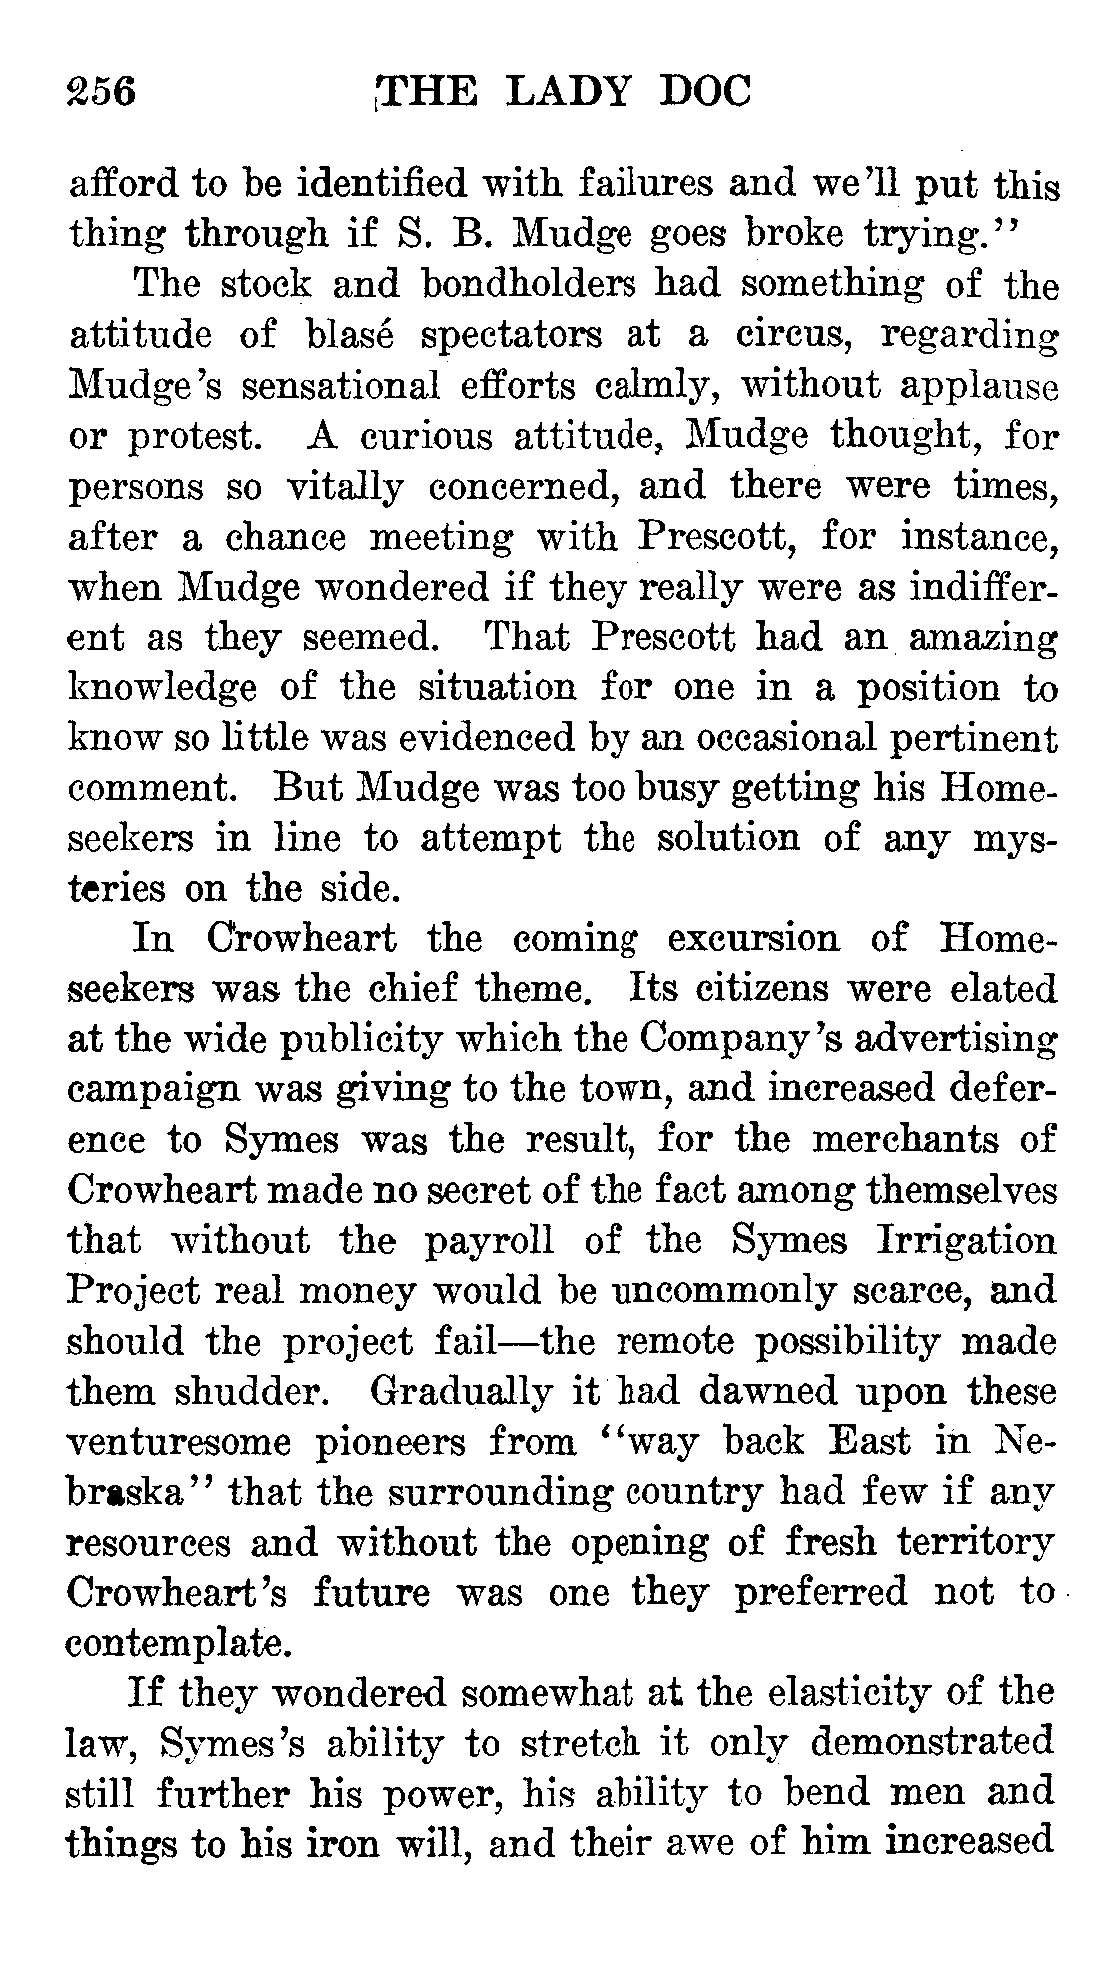 256 THE LADY DOC
afford to be identified with failures and we'll put this
thing through if S. B. Mudge goes broke trying."
The stock and bondholders had something of the
attitude of blasé spectators at a circus, regarding
Mudge's sensational efforts calmly, without applause
or protest. A curious attitude, Mudge thought, for
persons so vitally concerned, and there were times,
after a chance meeting with Prescott, for instance,
when Mudge wondered if they really were as indiffer-
ent as they seemed. That Prescott had an amazing
knowledge of the situation for one in a position to
know so little was evidenced by an occasional pertinent
comment. But Mudge was too busy getting his Home-
seekers in line to attempt the solution of any mys-
teries on the side.
In Crowheart the coming excursion of Home-
seekers was the chief theme. Its citizens were elated
at the wide publicity which the Company's advertising
campaign was giving to the town, and increased defer-
ence to Symes was the result, for the merchants of
Crowheart made no secret of the fact among themselves
that without the payroll of the Symes Irrigation
Project real money would be uncommonly scarce, and
should the project fail—the remote possibility made
them shudder. Gradually it had dawned upon these
venturesome pioneers from "way back East in Ne-
braska" that the surrounding country had few if any
resources and without the opening of fresh territory
Crowheart's future was one they preferred not to
contemplate.
If they wondered somewhat at the elasticity of the
law, Symes's ability to stretch it only demonstrated
still further his power, his ability to bend men and
things to his iron will, and their awe of him increased